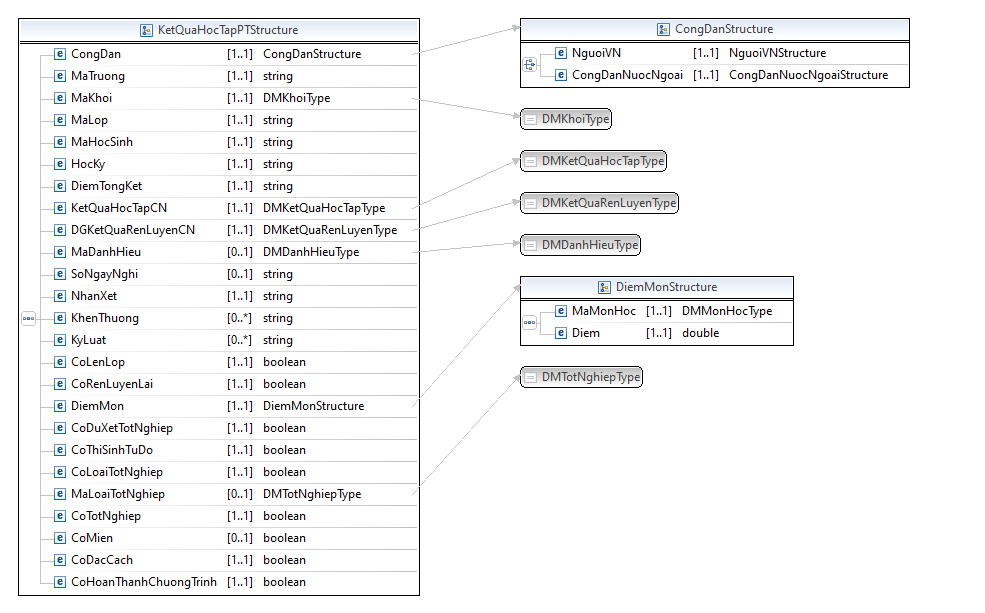 KetQuaHocTapPTStructure
e CongDan [1..1] CongDanStructure
e MaTruong [1..1] string
e MaKhoi [1..1] DMKhoiType
e MaLop [1..1] string
e MaHocSinh [1..1] string
e HocKy [1..1] string
e DiemTongKet [1..1] string
e KetQuaHocTapCN [1..1] DMKetQuaHocTapType
e DGKetQuaRenLuyenCN [1..1] DMKetQuaRenLuyenType
e MaDanhHieu [0..1] DMDanhHieuType
e SoNgayNghi [0..1] string
e NhanXet [1..1] string
e KhenThuong [0..*] string
e KyLuat [0..*] string
e CoLenLop [1..1] boolean
e CoRenLuyenLai [1..1] boolean
e DiemMon [1..1] DiemMonStructure
e CoDuXetTotNghiep [1..1] boolean
e CoThiSinhTuDo [1..1] boolean
e CoLoaiTotNghiep [1..1] boolean
e MaLoaiTotNghiep [0..1] DMTotNghiepType
e CoTotNghiep [1..1] boolean
e CoMien [0..1] boolean
e CoDacCach [1..1] boolean
e CoHoanThanhChuongTrinh [1..1] boolean
CongDanStructure
e NguoiVN [1..1] NguoiVNStructure
e CongDanNuocNgoai [1..1] CongDanNuocNgoaiStructure
DMKhoiType
DMKetQuaHocTapType
DMKetQuaRenLuyenType
DMDanhHieuType
DiemMonStructure
e MaMonHoc [1..1] DMMonHocType
e Diem [1..1] double
DMTotNghiepType